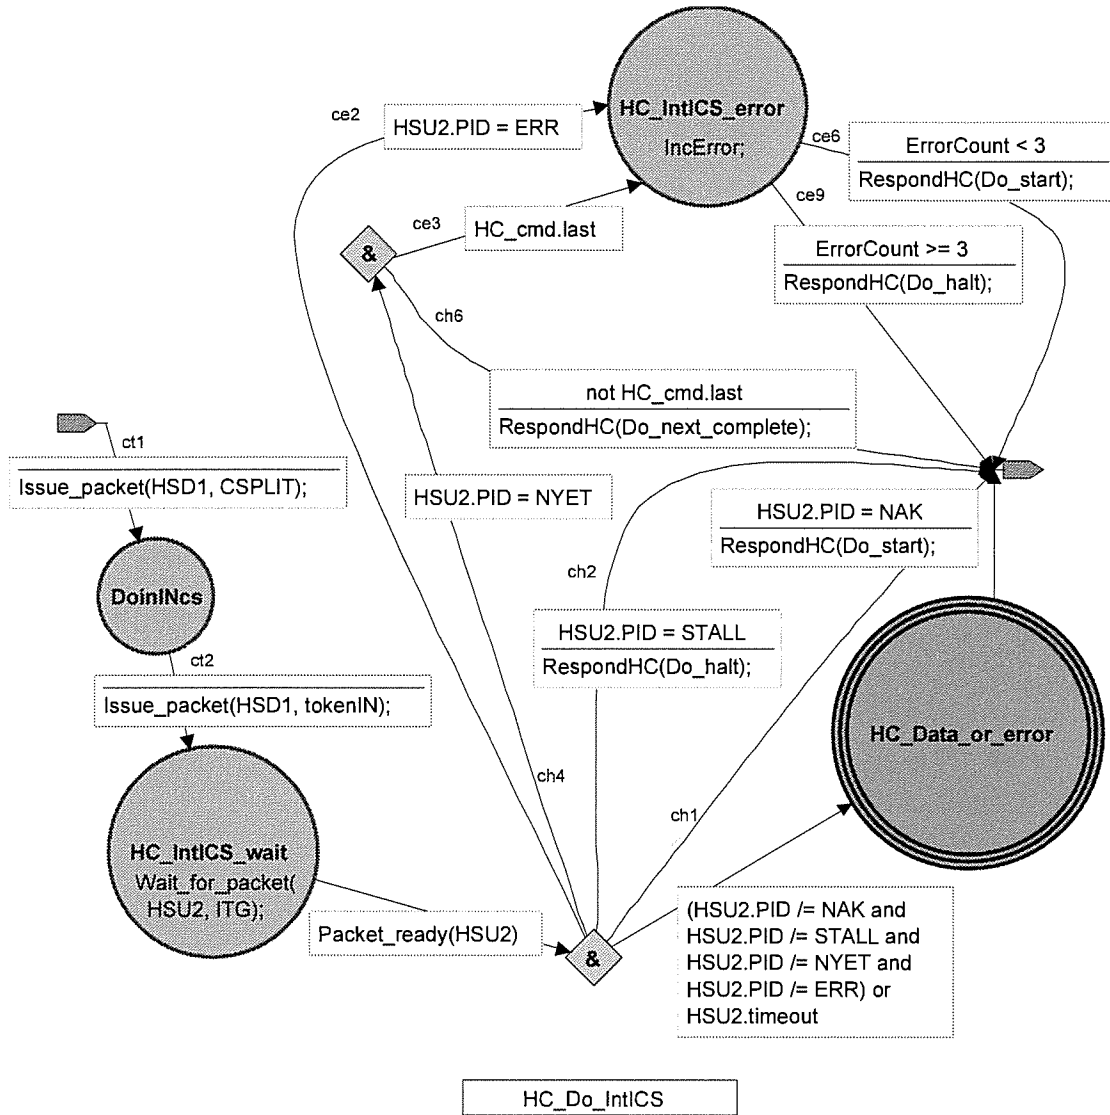 HC_IntICS_error
IncError;
ce2
HSU2.PID = ERR
ce6
ErrorCount < 3
RespondHC(Do_start);
ce3
HC_cmd.last
ce9
ErrorCount >= 3
RespondHC(Do_halt);
&
ch6
not HC_cmd.last
RespondHC(Do_next_complete);
ct1
Issue_packet(HSD1, CSPLIT);
HSU2.PID = NYET
HSU2.PID = NAK
RespondHC(Do_start);
ch2
DoinINcs
HSU2.PID = STALL
RespondHC(Do_halt);
ct2
Issue_packet(HSD1, tokenIN);
HC_Data_or_error
ch4
ch1
HC_IntICS_wait
Wait_for_packet(
HSU2, ITG);
Packet_ready(HSU2)
&
(HSU2.PID /= NAK and
HSU2.PID /= STALL and
HSU2.PID /= NYET and
HSU2.PID /= ERR) or
HSU2.timeout
HC_Do_IntICS